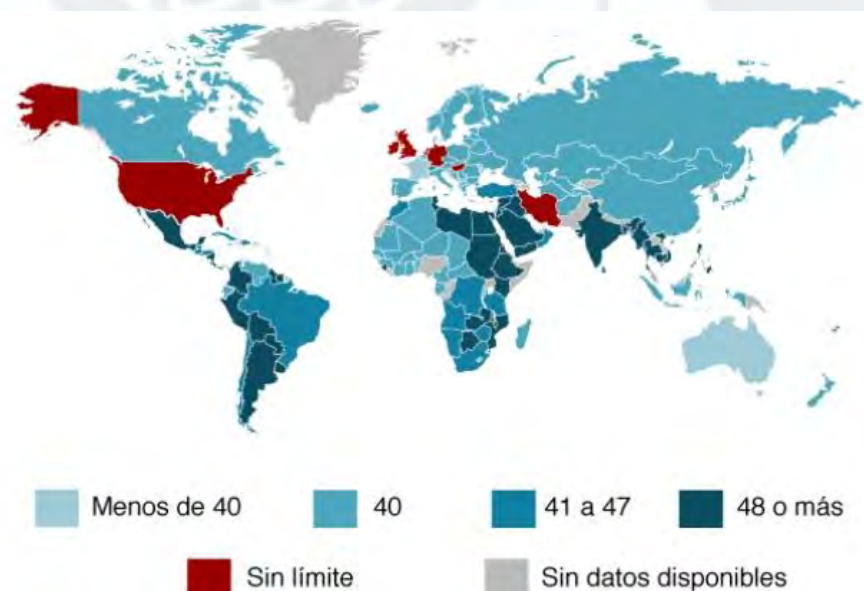 Menos de 40
40
41 a 47
48 o más
Sin límite
Sin datos disponibles